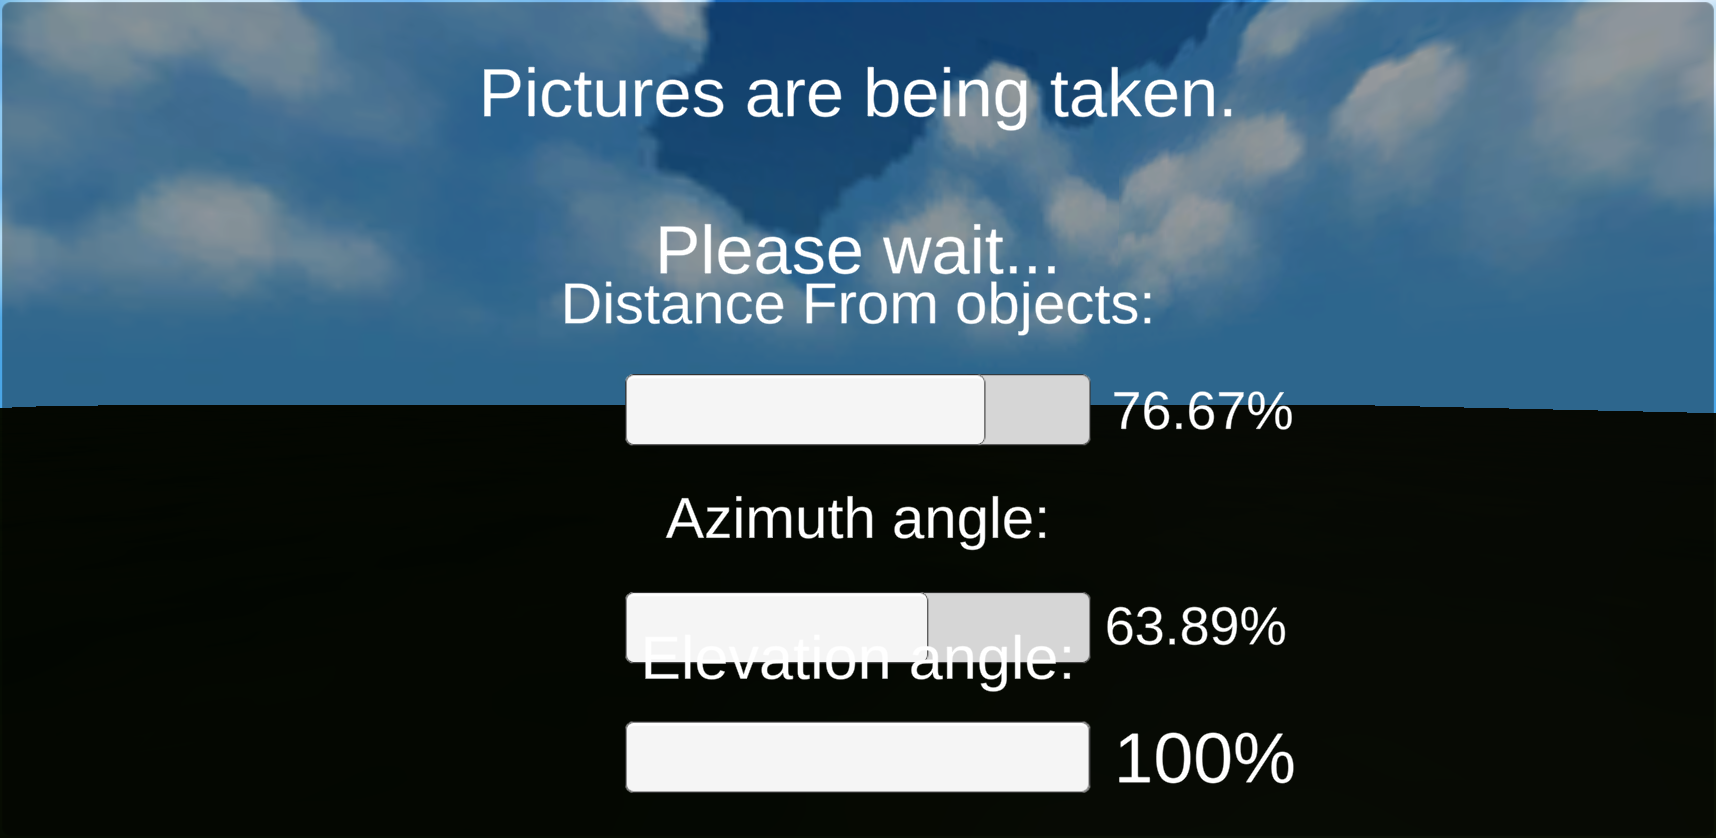 Pictures are being taken.
Please wait...
Distance From objects:
76.67%
Azimuth angle:
63.89%
Elevation angle:
100%